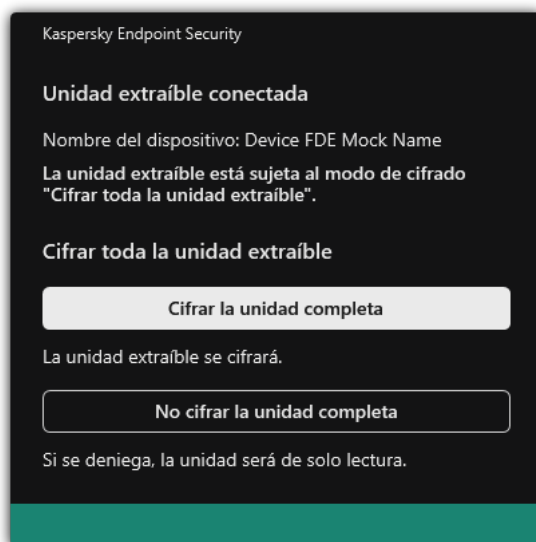 Kaspersky Endpoint Security
Unidad extraíble conectada
Nombre del dispositivo: Device FDE Mock Name
La unidad extraíble está sujeta al modo de cifrado
"Cifrar toda la unidad extraíble".
Cifrar toda la unidad extraíble
Cifrar la unidad completa
La unidad extraíble se cifrará.
No cifrar la unidad completa
Si se deniega, la unidad será de solo lectura.